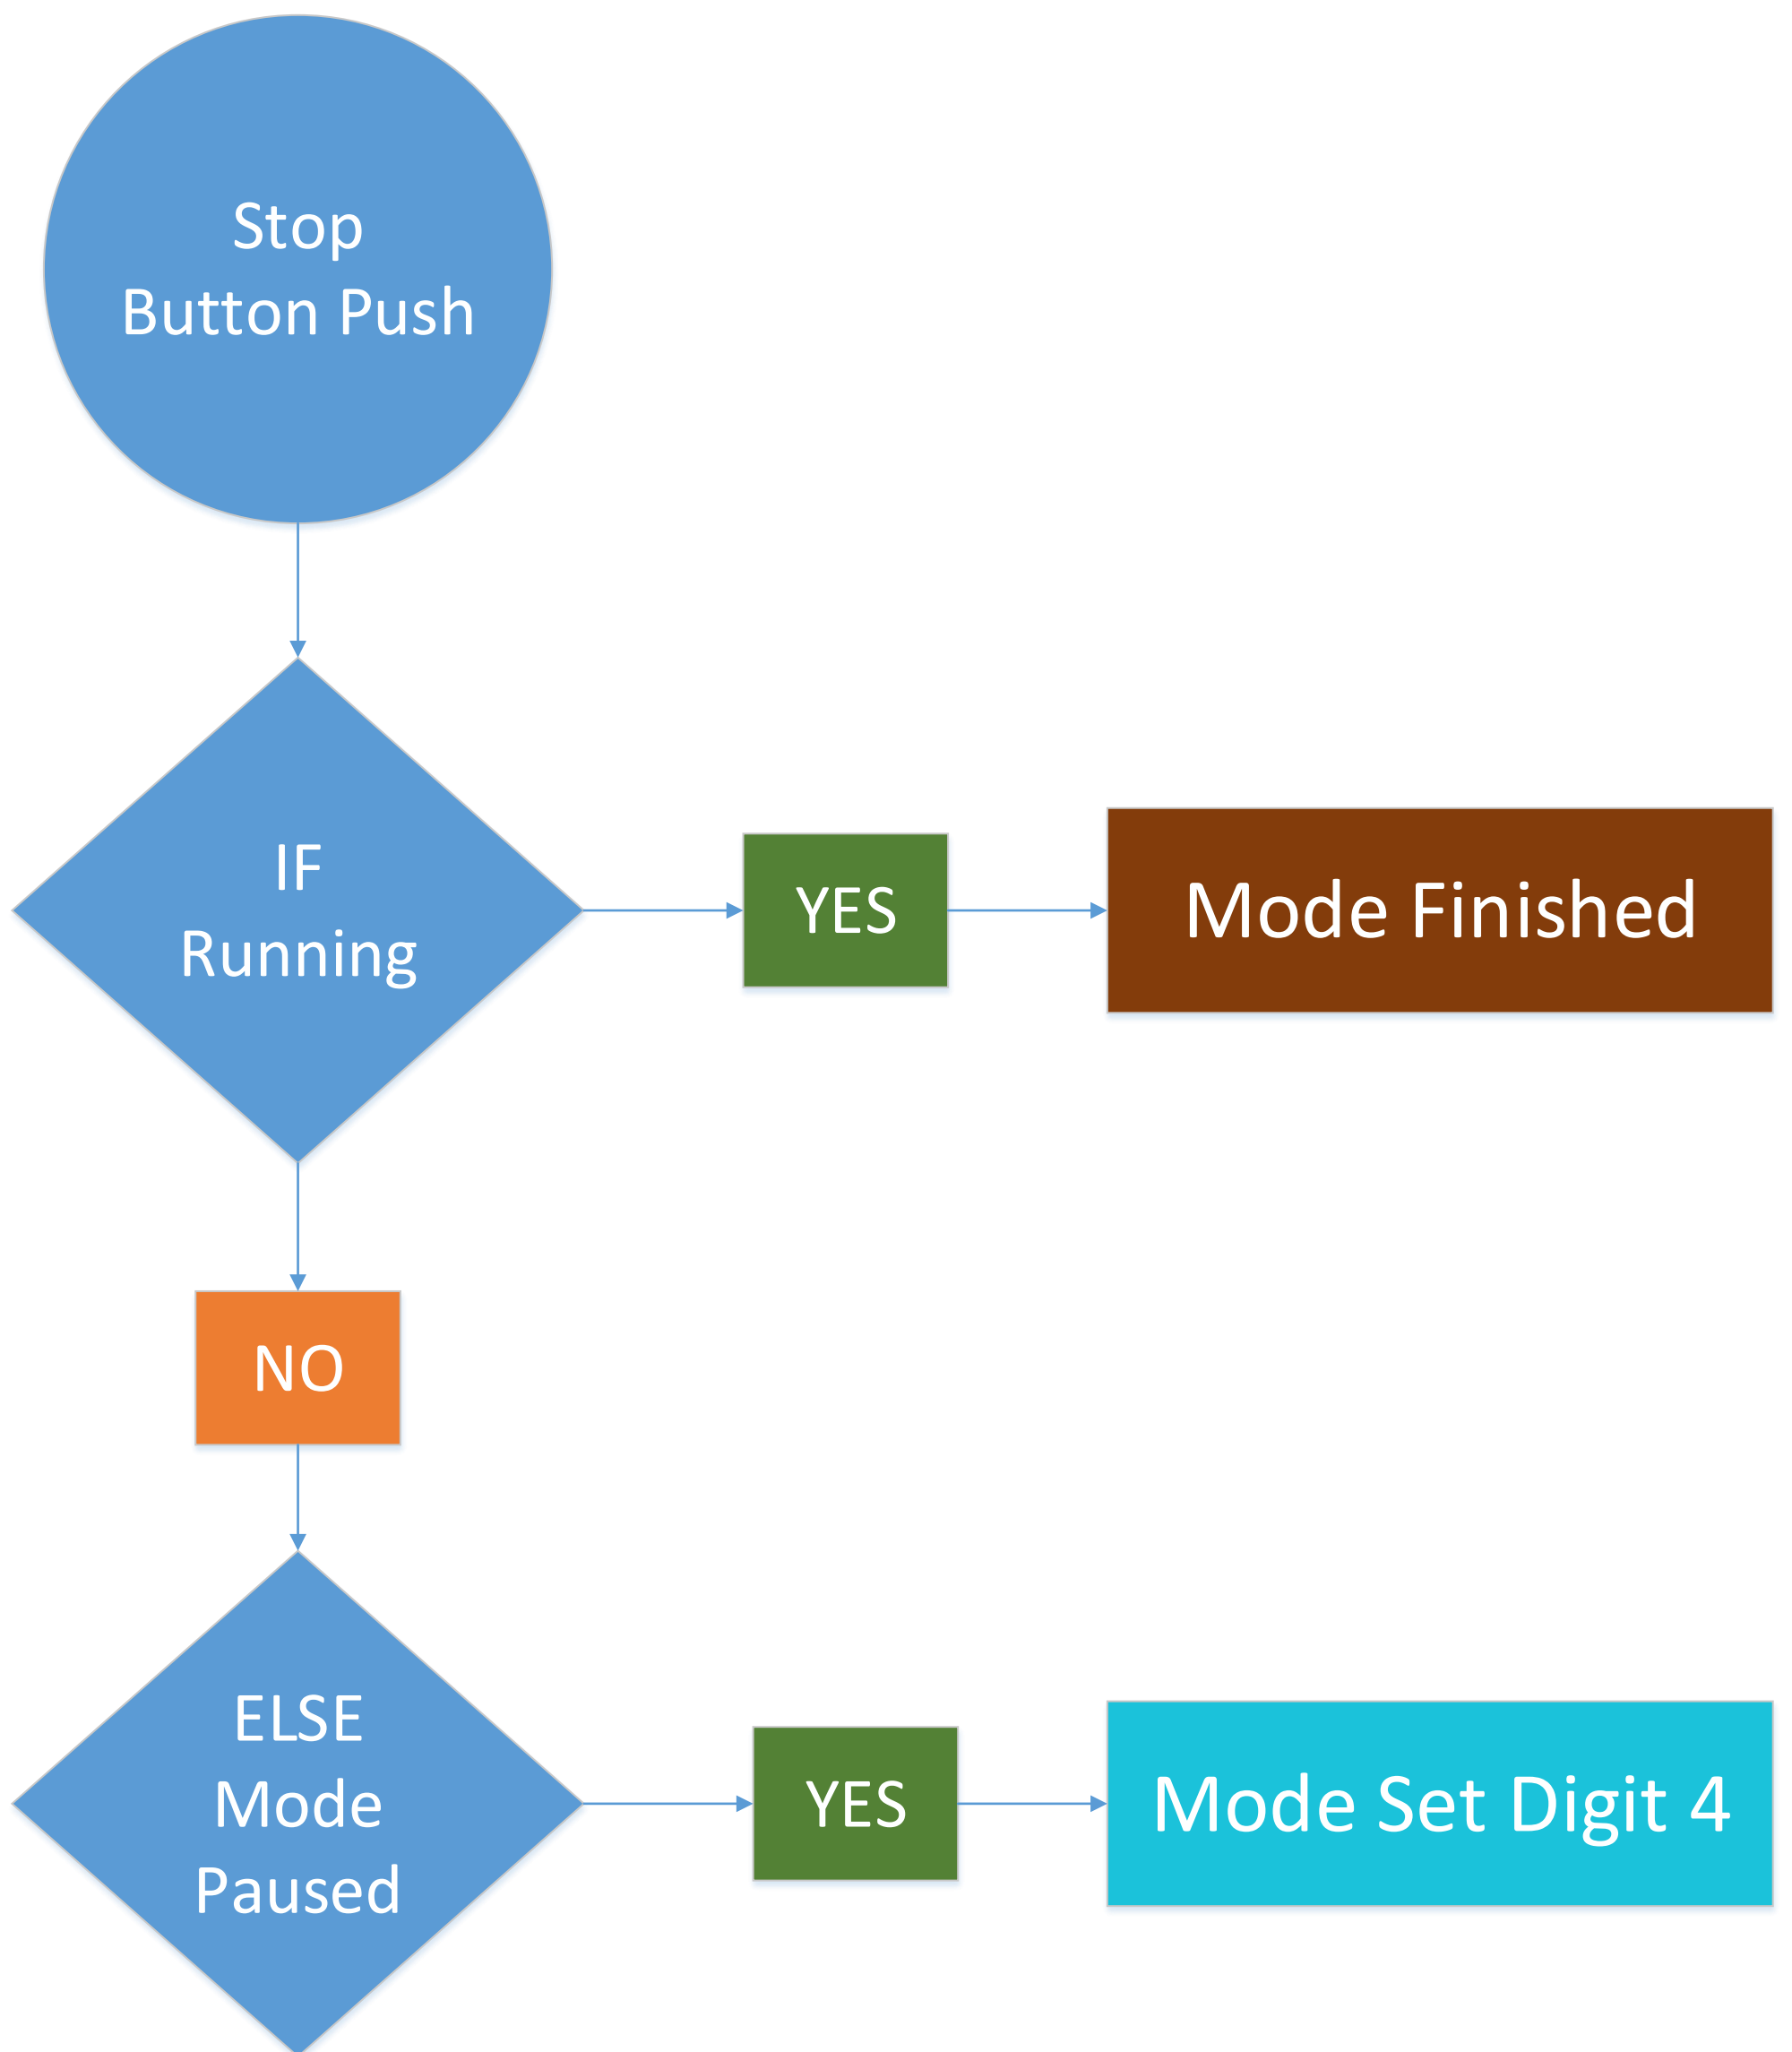 Stop
Button Push
IF
Running
YES
Mode Finished
NO
ELSE
Mode
Paused
YES
Mode Set Digit 4